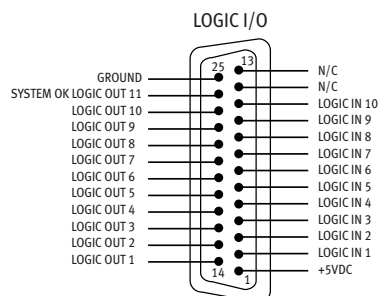 LOGIC I/O
25
13
GROUND
SYSTEM OK LOGIC OUT 11
LOGIC OUT 10
LOGIC OUT 9
LOGIC OUT 8
LOGIC OUT 7
LOGIC OUT 6
LOGIC OUT 5
LOGIC OUT 4
LOGIC OUT 3
LOGIC OUT 2
LOGIC OUT 1
N/C
N/C
LOGIC IN 10
LOGIC IN 9
LOGIC IN 8
LOGIC IN 7
LOGIC IN 6
LOGIC IN 5
LOGIC IN 4
LOGIC IN 3
LOGIC IN 2
LOGIC IN 1
+5VDC
14
1